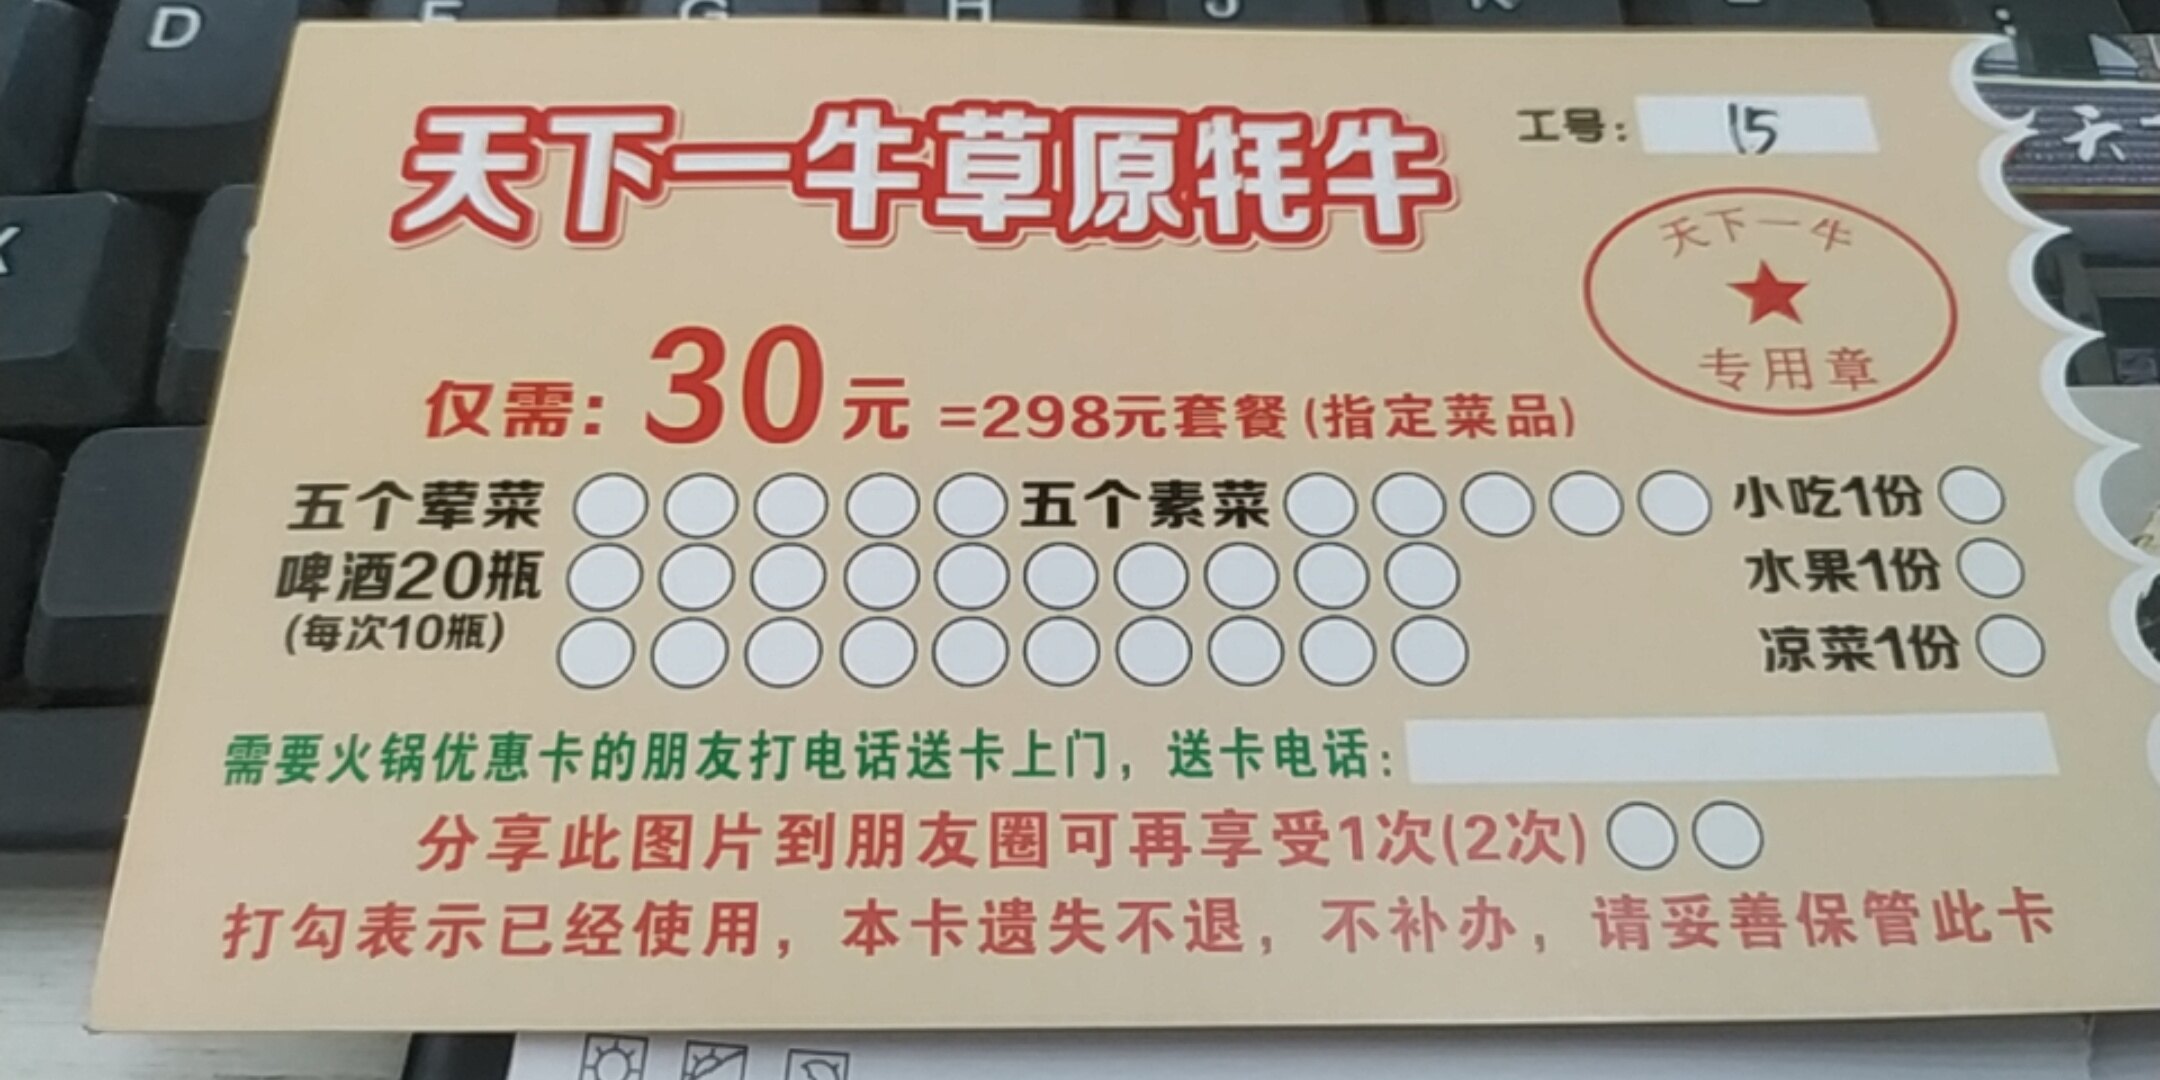 D
天下一牛草原牦牛
工号: 15
天下一牛
专用章
仅需: 30元 =298元套餐(指定菜品)
五个荤菜 五个素菜 小吃1份
啤酒20瓶 水果1份
(每次10瓶) 凉菜1份
需要火锅优惠卡的朋友打电话送卡上门，送卡电话:
分享此图片到朋友圈可再享受1次(2次)
打勾表示已经使用，本卡遗失不退，不补办，请妥善保管此卡